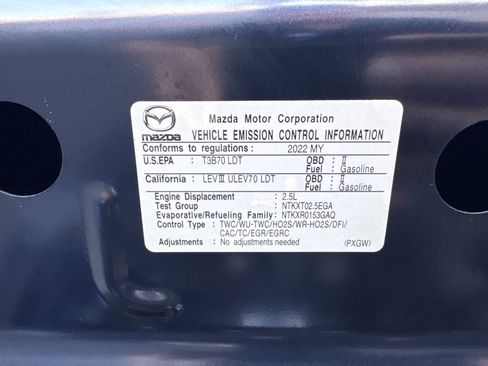 Mazda Motor Corporation
mazda VEHICLE EMISSION CONTROL INFORMATION
Conforms to regulations: 2022 MY
U.S.EPA : T3B70 LDT OBD : II
Fuel : Gasoline
California : LEVIII ULEV70 LDT OBD : II
Fuel : Gasoline
Engine Displacement : 2.5L
Test Group : NTKXT02.5EGA
Evaporative/Refueling Family: NTKXR0153GAQ
Control Type : TWC/WU-TWC/HO2S/WR-HO2S/DFI/
CAC/TC/EGR/EGRC
Adjustments : No adjustments needed (PXGW)